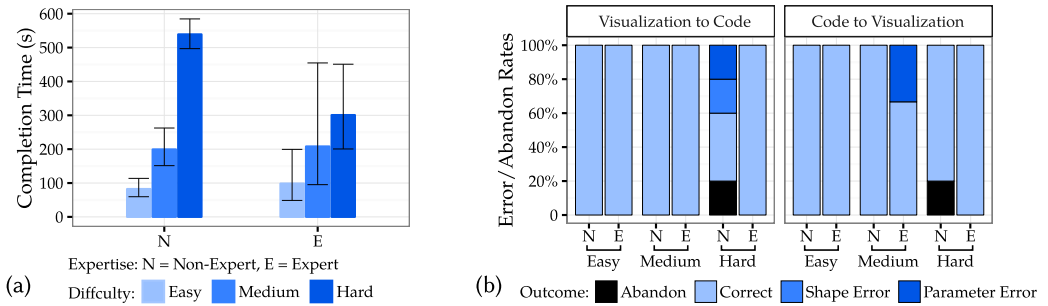 Completion Time (s)
600
500
400
300
200
100
0
N
E
Expertise: N = Non-Expert, E = Expert
(a)
Diffculty:
Easy
Medium
Hard
Visualization to Code
Code to Visualization
Error/Abandon Rates
100%
80%
60%
40%
20%
0
N E N E N E
N E N E N E
Easy Medium Hard
Easy Medium Hard
(b)
Outcome:
Abandon
Correct
Shape Error
Parameter Error